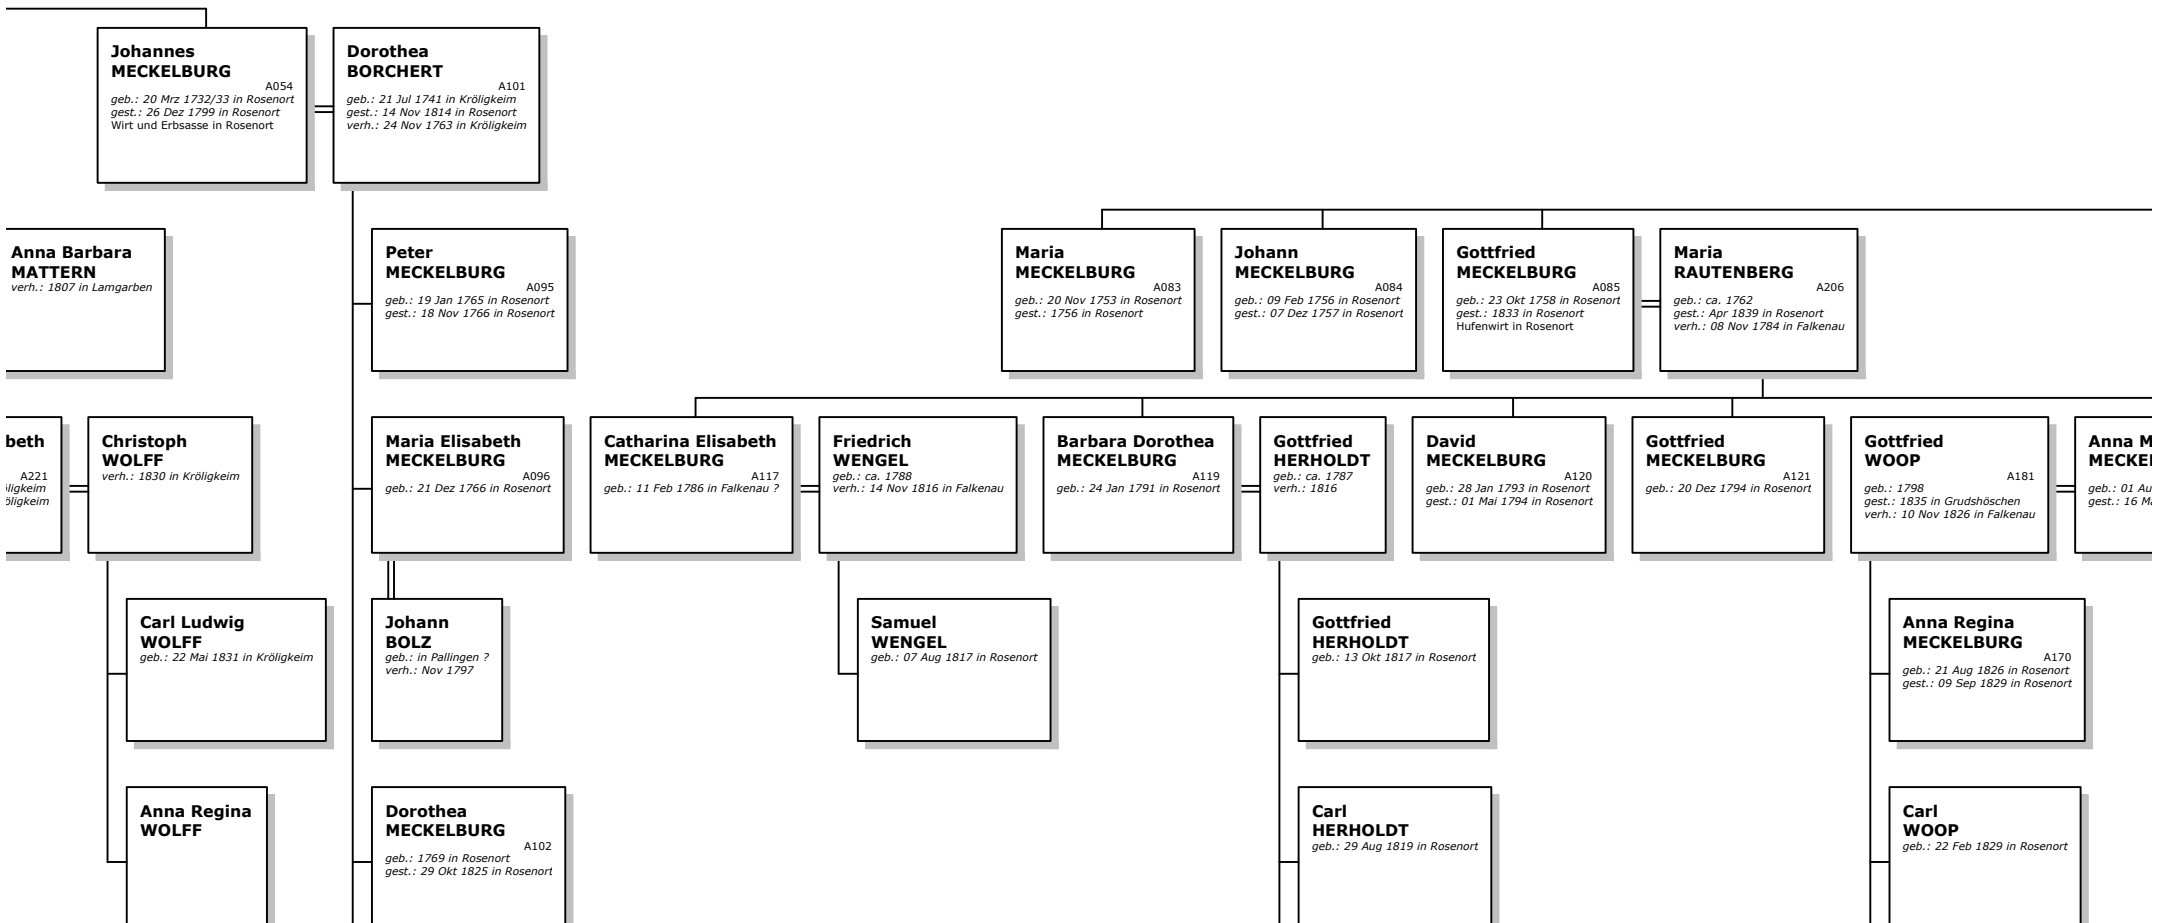 Johannes
MECKELBURG
A054
geb.: 20 Mrz 1732/33 in Rosenort
gest.: 26 Dez 1799 in Rosenort
Wirt und Erbsasse in Rosenort
Dorothea
BORCHERT
A101
geb.: 21 Jul 1741 in Kröligkeim
gest.: 14 Nov 1814 in Rosenort
verh.: 24 Nov 1763 in Kröligkeim
Anna Barbara
MATTERN
verh.: 1807 in Lamgarben
Peter
MECKELBURG
A095
geb.: 19 Jan 1765 in Rosenort
gest.: 18 Nov 1766 in Rosenort
Maria
MECKELBURG
A083
geb.: 20 Nov 1753 in Rosenort
gest.: 1756 in Rosenort
Johann
MECKELBURG
A084
geb.: 09 Feb 1756 in Rosenort
gest.: 07 Dez 1757 in Rosenort
Gottfried
MECKELBURG
A085
geb.: 23 Okt 1758 in Rosenort
gest.: 1833 in Rosenort
Hufenwirt in Rosenort
Maria
RAUTENBERG
A206
geb.: ca. 1762
gest.: Apr 1839 in Rosenort
verh.: 08 Nov 1784 in Falkenau
beth
A221
ligkeim
öligkeim
Christoph
WOLFF
verh.: 1830 in Kröligkeim
Maria Elisabeth
MECKELBURG
A096
geb.: 21 Dez 1766 in Rosenort
Catharina Elisabeth
MECKELBURG
A117
geb.: 11 Feb 1786 in Falkenau ?
Friedrich
WENGEL
geb.: ca. 1788
verh.: 14 Nov 1816 in Falkenau
Barbara Dorothea
MECKELBURG
A119
geb.: 24 Jan 1791 in Rosenort
Gottfried
HERHOLDT
geb.: ca. 1787
verh.: 1816
David
MECKELBURG
A120
geb.: 28 Jan 1793 in Rosenort
gest.: 01 Mai 1794 in Rosenort
Gottfried
MECKELBURG
A121
geb.: 20 Dez 1794 in Rosenort
Gottfried
WOOP
A181
geb.: 1798
gest.: 1835 in Grudshöschen
verh.: 10 Nov 1826 in Falkenau
Anna M
MECKE
geb.: 01 Au
gest.: 16 M
Carl Ludwig
WOLFF
geb.: 22 Mai 1831 in Kröligkeim
Johann
BOLZ
geb.: in Pallingen ?
verh.: Nov 1797
Samuel
WENGEL
geb.: 07 Aug 1817 in Rosenort
Gottfried
HERHOLDT
geb.: 13 Okt 1817 in Rosenort
Anna Regina
MECKELBURG
A170
geb.: 21 Aug 1826 in Rosenort
gest.: 09 Sep 1829 in Rosenort
Anna Regina
WOLFF
Dorothea
MECKELBURG
A102
geb.: 1769 in Rosenort
gest.: 29 Okt 1825 in Rosenort
Carl
HERHOLDT
geb.: 29 Aug 1819 in Rosenort
Carl
WOOP
geb.: 22 Feb 1829 in Rosenort